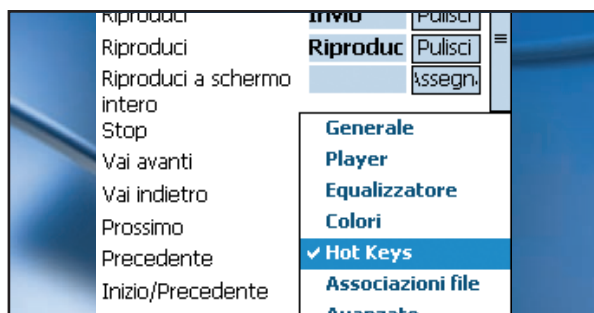 Riproduci Invio Pulisci
Riproduci Riproduc Pulisci
Riproduci a schermo
intero
Stop
Vai avanti
Vai indietro
Prossimo
Precedente
Inizio/Precedente
Generale
Player
Equalizzatore
Colori
Hot Keys
Associazioni file
Avanzate